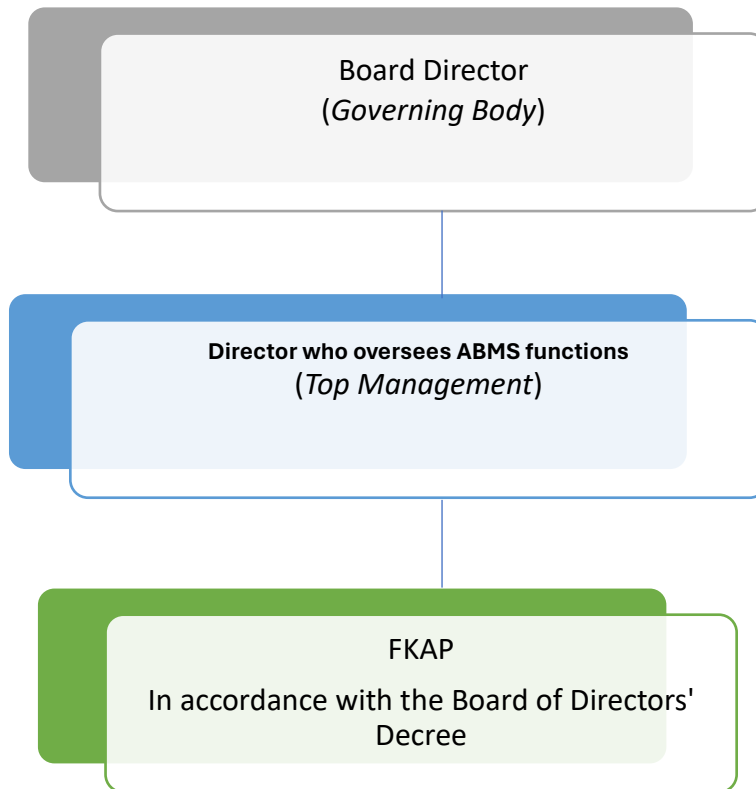 Board Director
(Governing Body)
Director who oversees ABMS functions
(Top Management)
FKAP
In accordance with the Board of Directors'
Decree